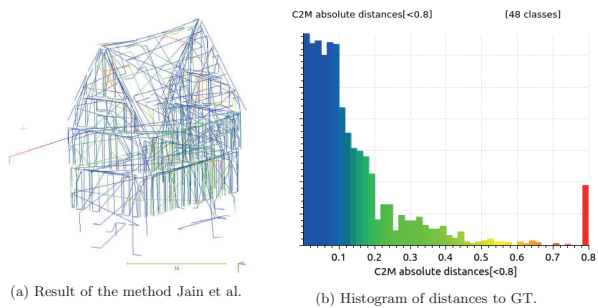 C2M absolute distances[<0.8] [48 classes]
0.1 0.2 0.3 0.4 0.5 0.6 0.7 0.8
C2M absolute distances[<0.8]
(a) Result of the method Jain et al.
(b) Histogram of distances to GT.